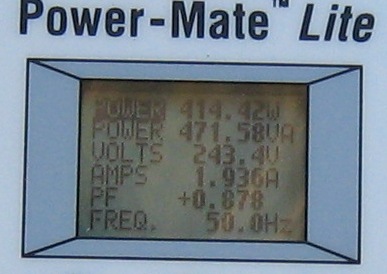 Power-Mate™ Lite
POWER 414.42W
POWER 471.58VA
VOLTS 243.4V
AMPS 1.936A
PF +0.878
FREQ. 50.0Hz